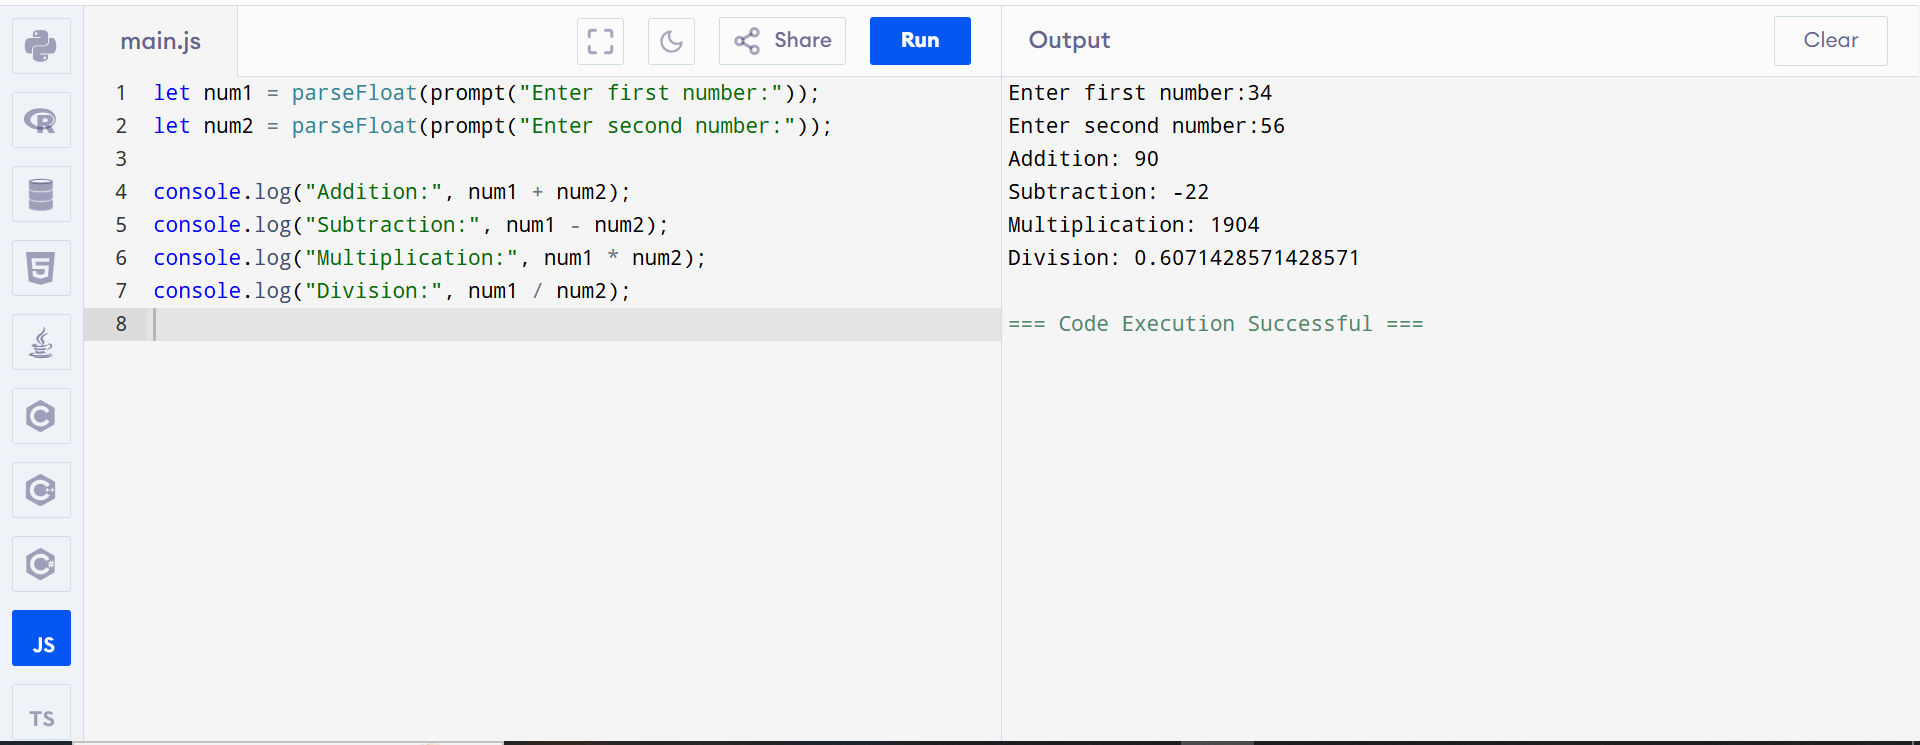 main.js
Share
Run
Output
Clear
1 let num1 = parseFloat(prompt("Enter first number:"));
2 let num2 = parseFloat(prompt("Enter second number:"));
3
4 console.log("Addition:", num1 + num2);
5 console.log("Subtraction:", num1 - num2);
6 console.log("Multiplication:", num1 * num2);
7 console.log("Division:", num1 / num2);
8
Enter first number:34
Enter second number:56
Addition: 90
Subtraction: -22
Multiplication: 1904
Division: 0.6071428571428571
=== Code Execution Successful ===
R
5
C
C++
C#
JS
TS